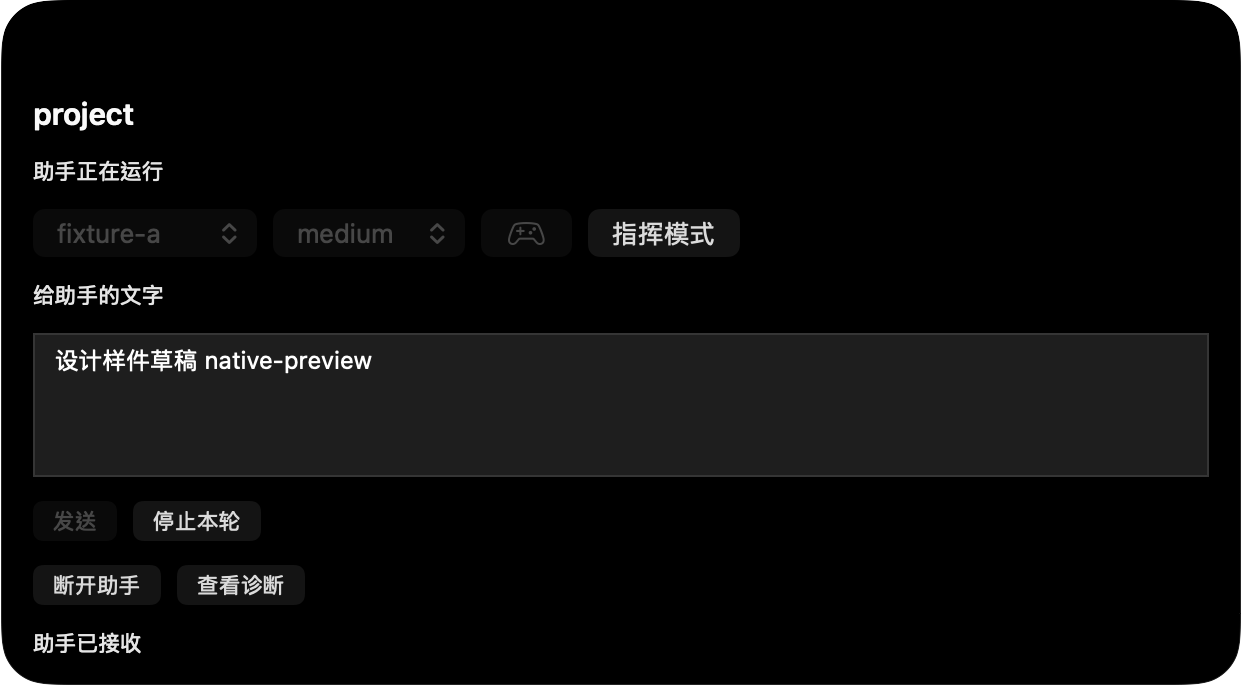 project
助手正在运行
fixture-a medium 指挥模式
给助手的文字
设计样件草稿 native-preview
发送 停止本轮
断开助手 查看诊断
助手已接收